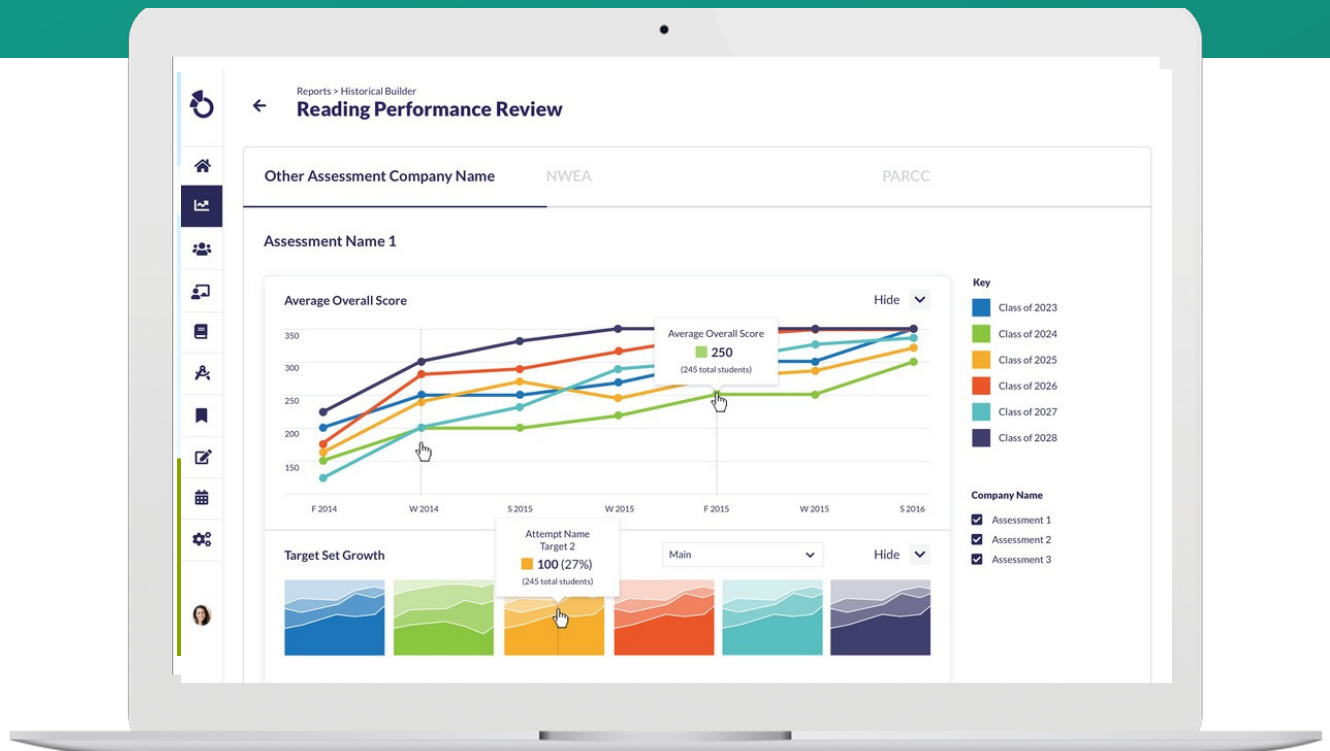 Reports > Historical Builder
Reading Performance Review
Other Assessment Company Name
NWEA
PARCC
Assessment Name 1
Average Overall Score
Hide
350
300
250
200
150
Average Overall Score
250
(245 total students)
F 2014
W 2014
S 2015
W 2015
F 2015
W 2015
S 2016
Key
Class of 2023
Class of 2024
Class of 2025
Class of 2026
Class of 2027
Class of 2028
Company Name
Assessment 1
Assessment 2
Assessment 3
Target Set Growth
Attempt Name
Target 2
100 (27%)
(245 total students)
Main
Hide